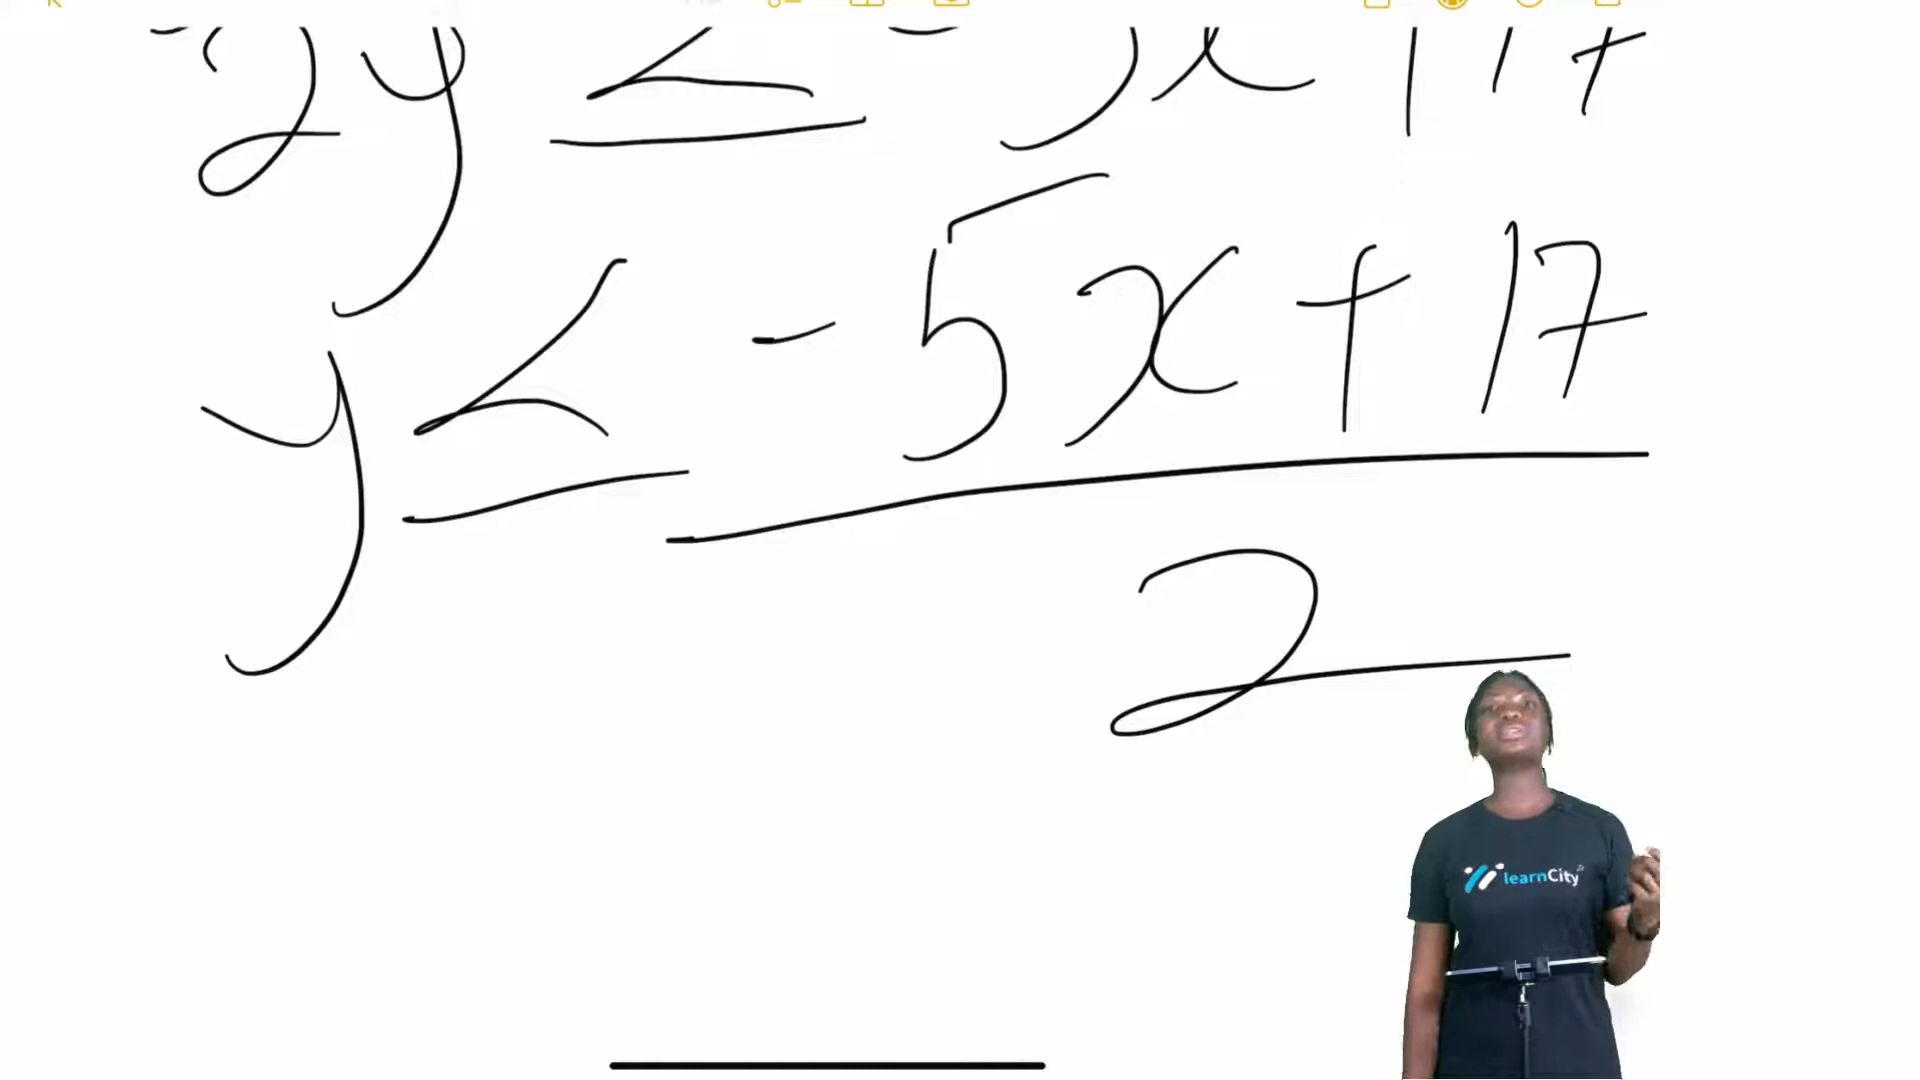 2y ≤ - 5x + 17
y ≤ - 5x + 17
2
learnCity